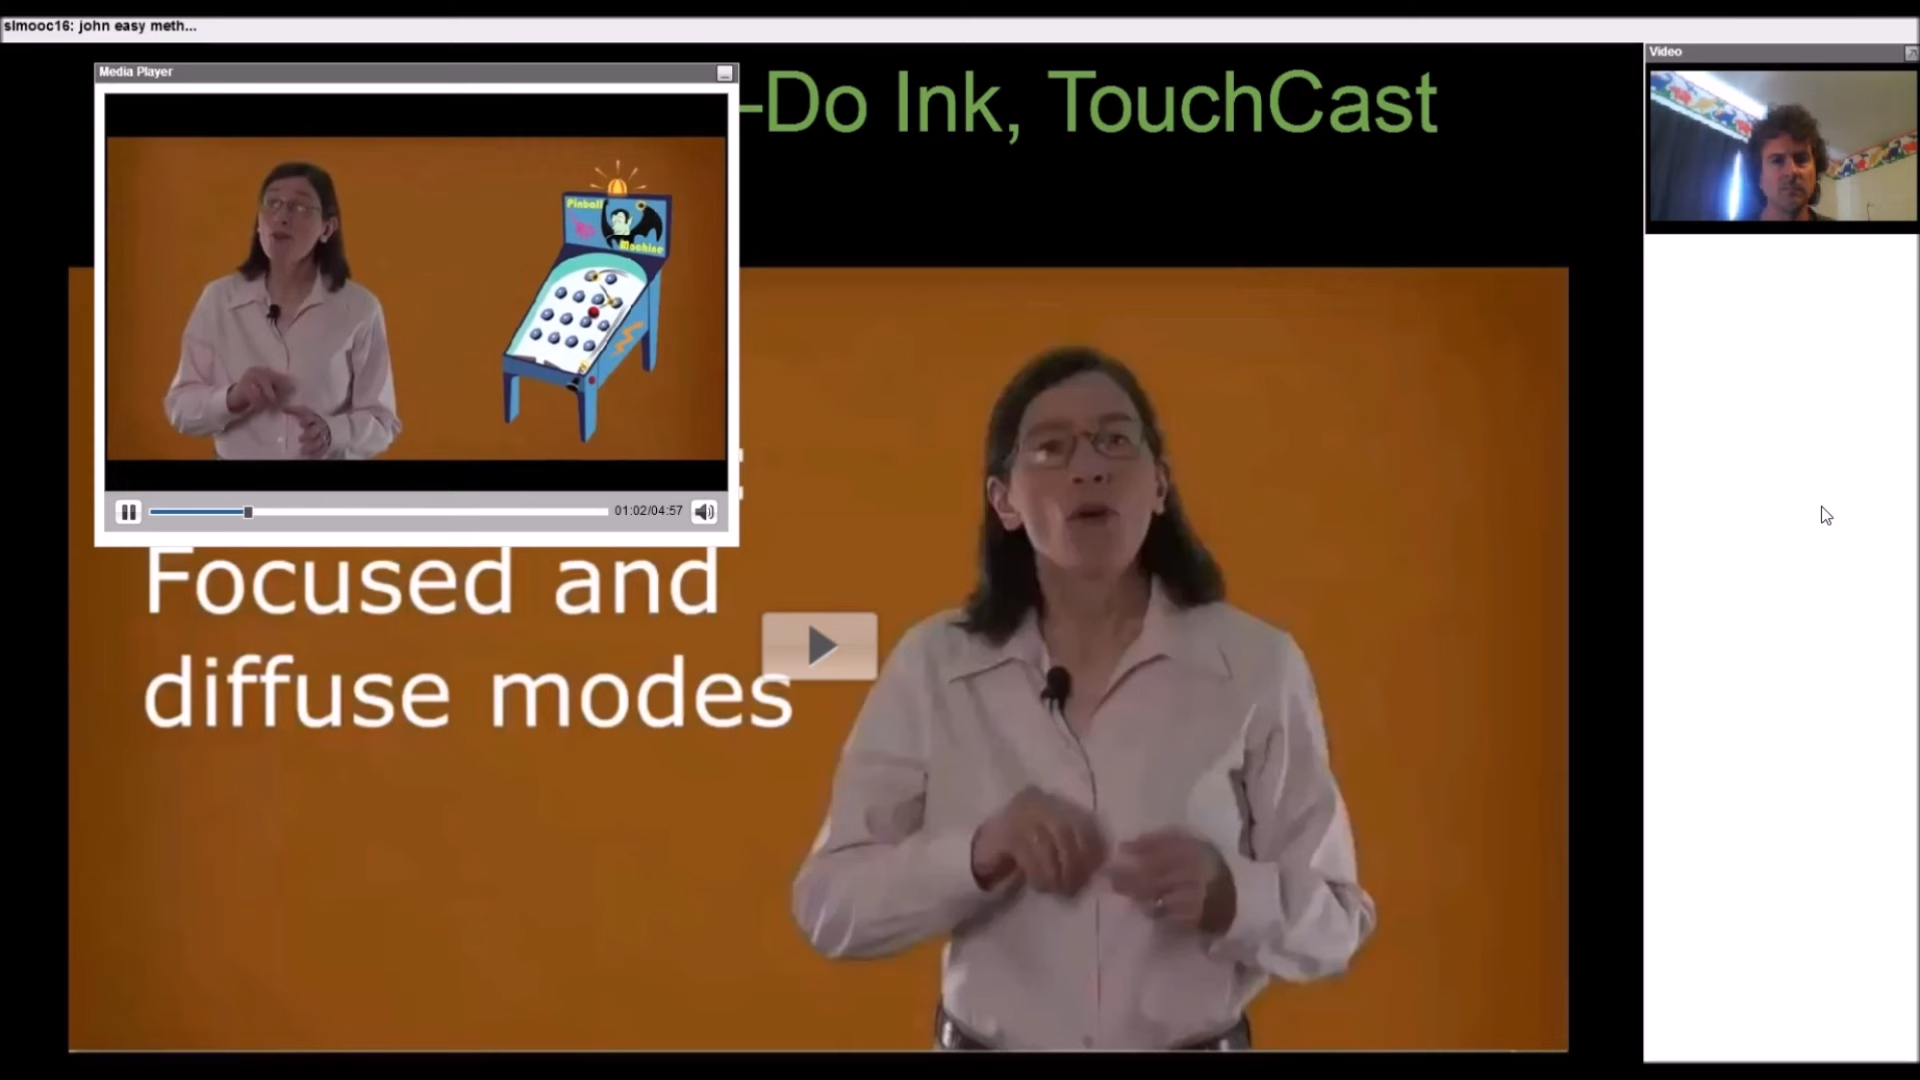 slmooc16: john easy meth...
Video
Media Player
-Do Ink, TouchCast
Pinball
Machine
01:02/04:57
Focused and
diffuse modes